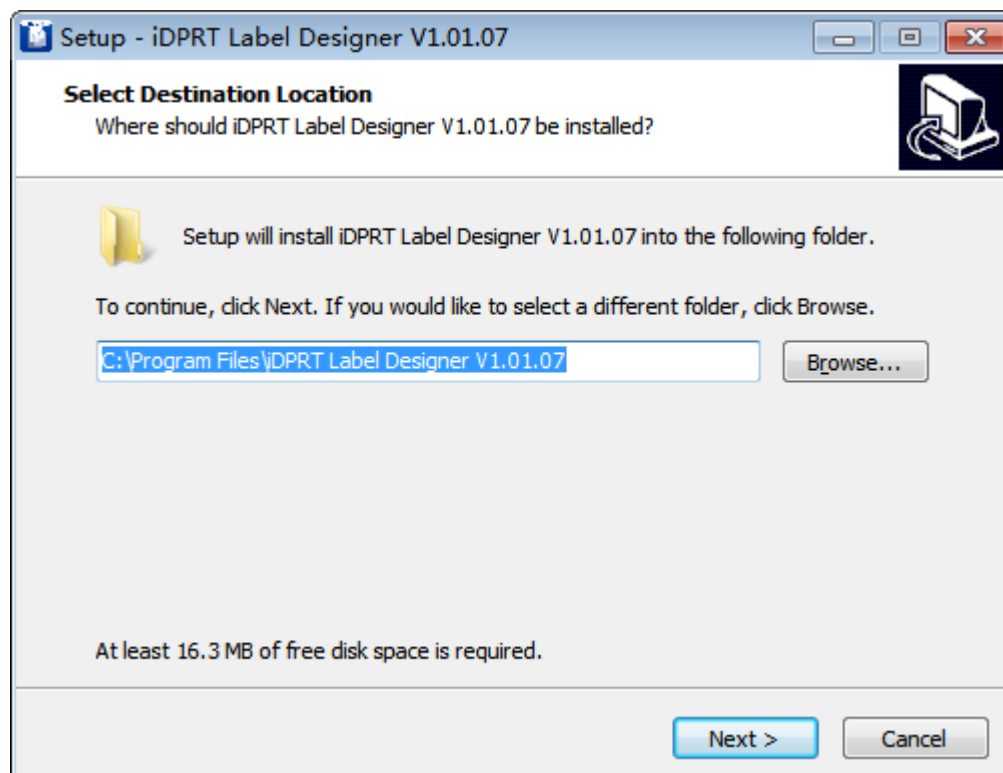 Setup - iDPRT Label Designer V1.01.07
Select Destination Location
Where should iDPRT Label Designer V1.01.07 be installed?
Setup will install iDPRT Label Designer V1.01.07 into the following folder.
To continue, click Next. If you would like to select a different folder, click Browse.
C:\Program Files\iDPRT Label Designer V1.01.07
Browse...
At least 16.3 MB of free disk space is required.
Next >
Cancel